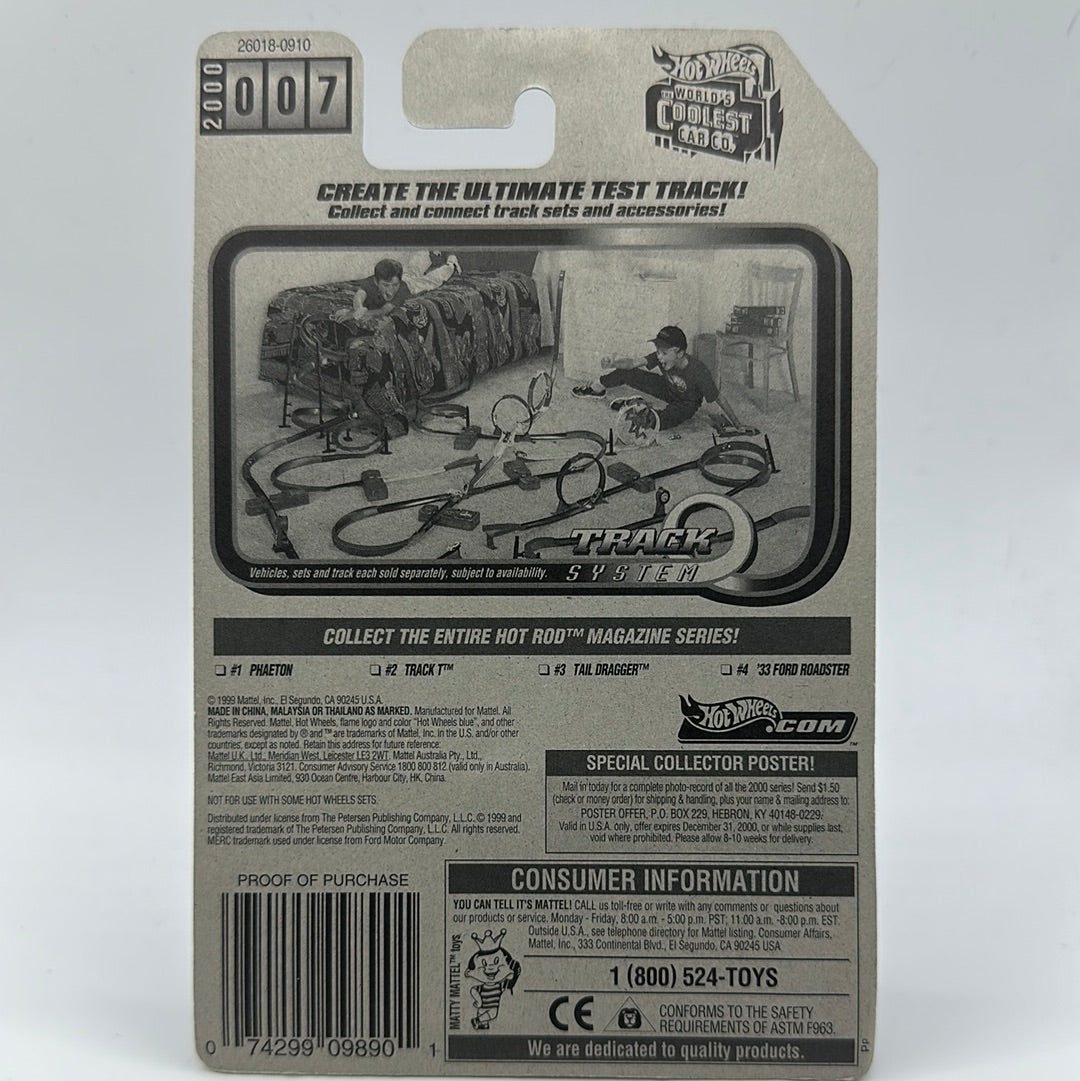 26018-0910
2000
007
Hot Wheels
THE WORLD'S
COOLEST
CAR CO.™
CREATE THE ULTIMATE TEST TRACK!
Collect and connect track sets and accessories!
TRACK
SYSTEM
Vehicles, sets and track each sold separately, subject to availability.
COLLECT THE ENTIRE HOT ROD™ MAGAZINE SERIES!
#1 PHAETON #2 TRACK T™ #3 TAIL DRAGGER™ #4 '33 FORD ROADSTER
© 1999 Mattel, Inc., El Segundo, CA 90245 U.S.A.
MADE IN CHINA, MALAYSIA OR THAILAND AS MARKED. Manufactured for Mattel. All
Rights Reserved. Mattel, Hot Wheels, flame logo and color "Hot Wheels blue", and other
trademarks designated by ® and ™ are trademarks of Mattel, Inc. in the U.S. and/or other
countries, except as noted. Retain this address for future reference:
Mattel U.K. Ltd., Meridian West, Leicester LE3 2WT. Mattel Australia Pty., Ltd.,
Richmond, Victoria 3121. Consumer Advisory Service 1800 800 812 (valid only in Australia).
Mattel East Asia Limited, 930 Ocean Centre, Harbour City, HK, China.
NOT FOR USE WITH SOME HOT WHEELS SETS.
Distributed under license from The Petersen Publishing Company, L.L.C. © 1999 and
registered trademark of The Petersen Publishing Company, L.L.C. All rights reserved.
MERC trademark used under license from Ford Motor Company.
Hot Wheels
.COM™
SPECIAL COLLECTOR POSTER!
Mail in today for a complete photo-record of all the 2000 series! Send $1.50
(check or money order) for shipping & handling, plus your name & mailing address to:
POSTER OFFER, P.O. BOX 229, HEBRON, KY 40148-0229.
Valid in U.S.A. only, offer expires December 31, 2000, or while supplies last,
void where prohibited. Please allow 8-10 weeks for delivery.
PROOF OF PURCHASE
0 74299 09890 1
CONSUMER INFORMATION
YOU CAN TELL IT'S MATTEL! CALL us toll-free or write with any comments or questions about
our products or service. Monday - Friday, 8:00 a.m. - 5:00 p.m. PST; 11:00 a.m. -8:00 p.m. EST.
Outside U.S.A., see telephone directory for Mattel listing. Consumer Affairs,
Mattel, Inc., 333 Continental Blvd., El Segundo, CA 90245 USA
MATTY MATTEL™ toys
1 (800) 524-TOYS
CE
CONFORMS TO THE SAFETY
REQUIREMENTS OF ASTM F963.
We are dedicated to quality products.
Pp